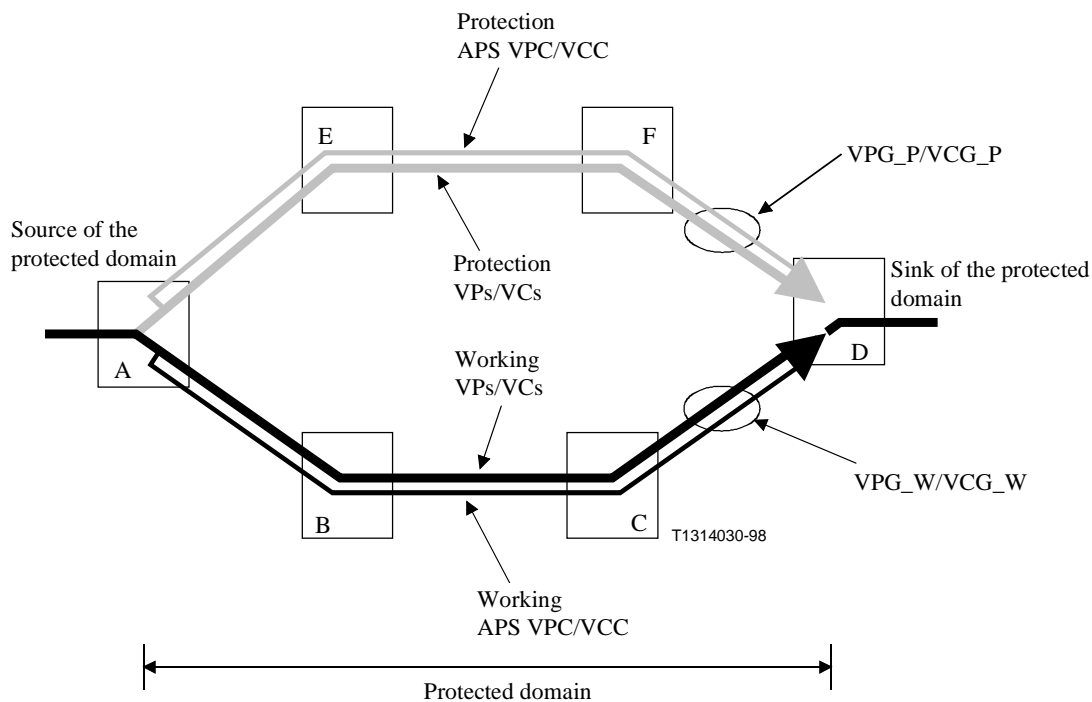 Protection
APS VPC/VCC
E
F
VPG_P/VCG_P
Source of the
protected domain
Protection
VPs/VCs
Sink of the protected
domain
A
D
Working
VPs/VCs
VPG_W/VCG_W
B
C
T1314030-98
Working
APS VPC/VCC
Protected domain